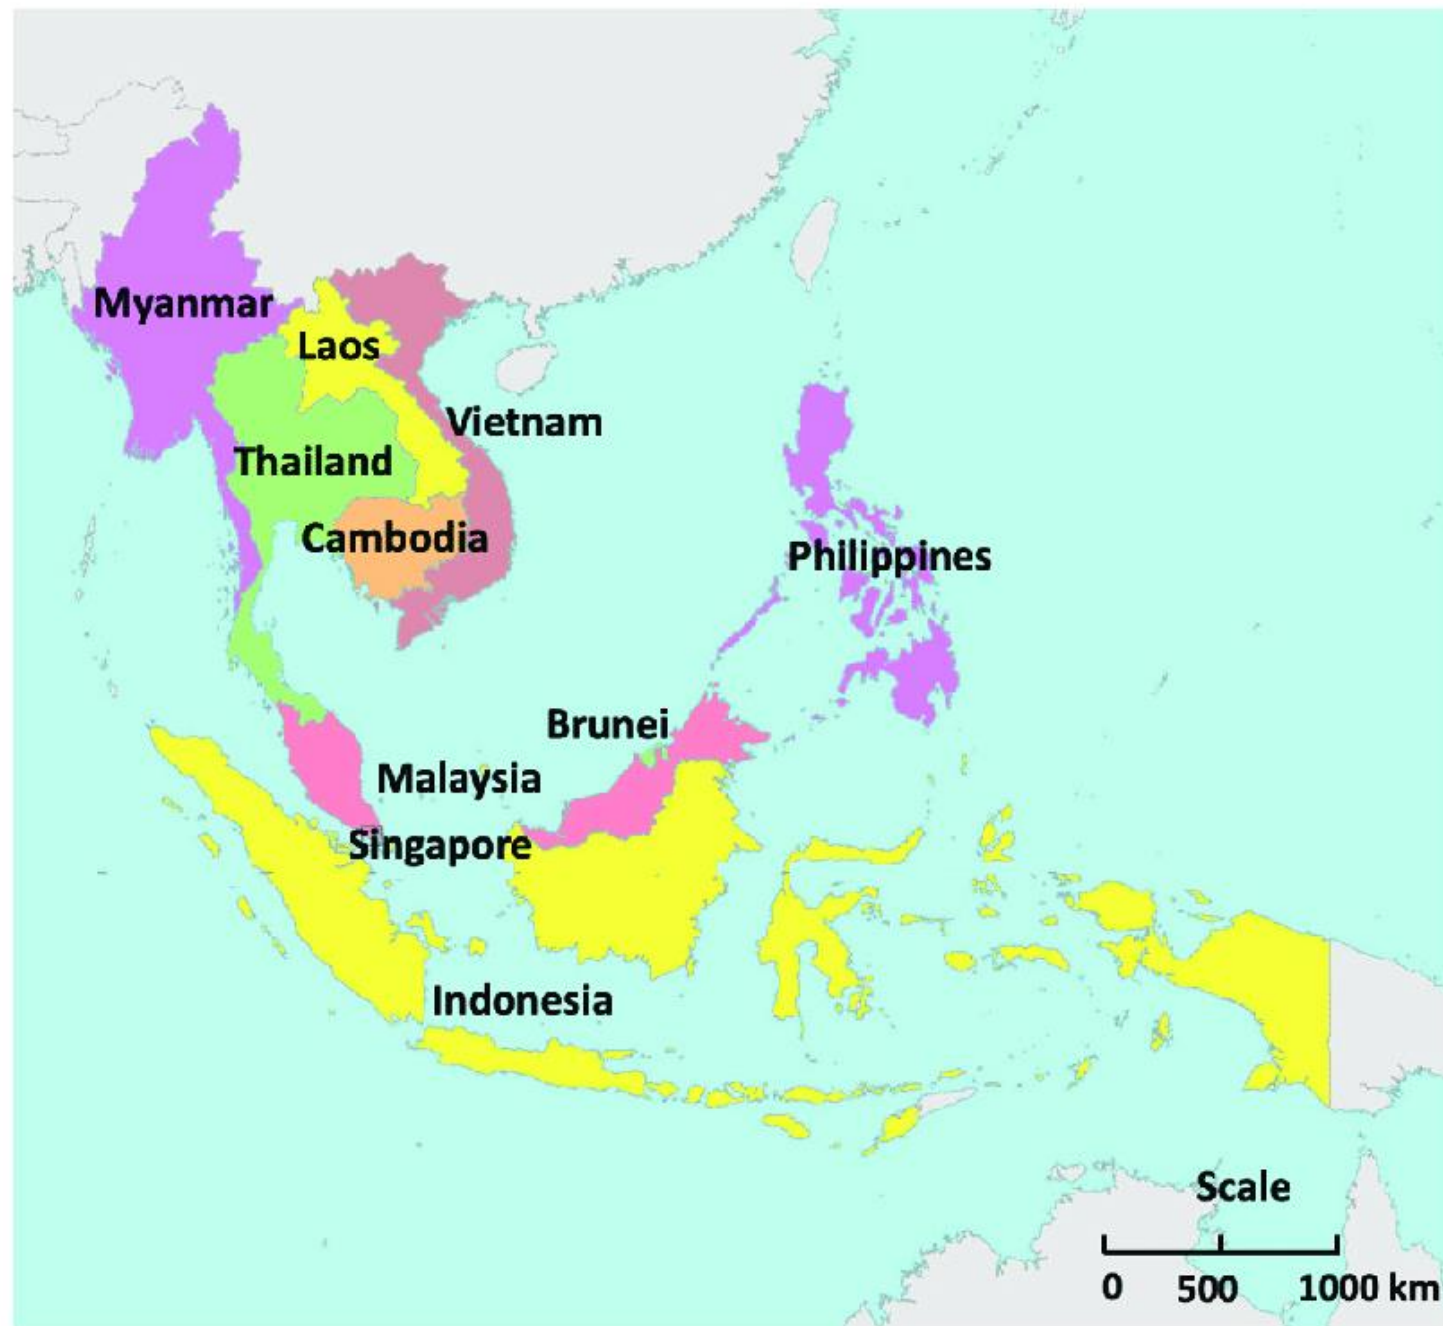 Myanmar
Laos
Vietnam
Thailand
Cambodia
Philippines
Brunei
Malaysia
Singapore
Indonesia
Scale
0 500 1000 km